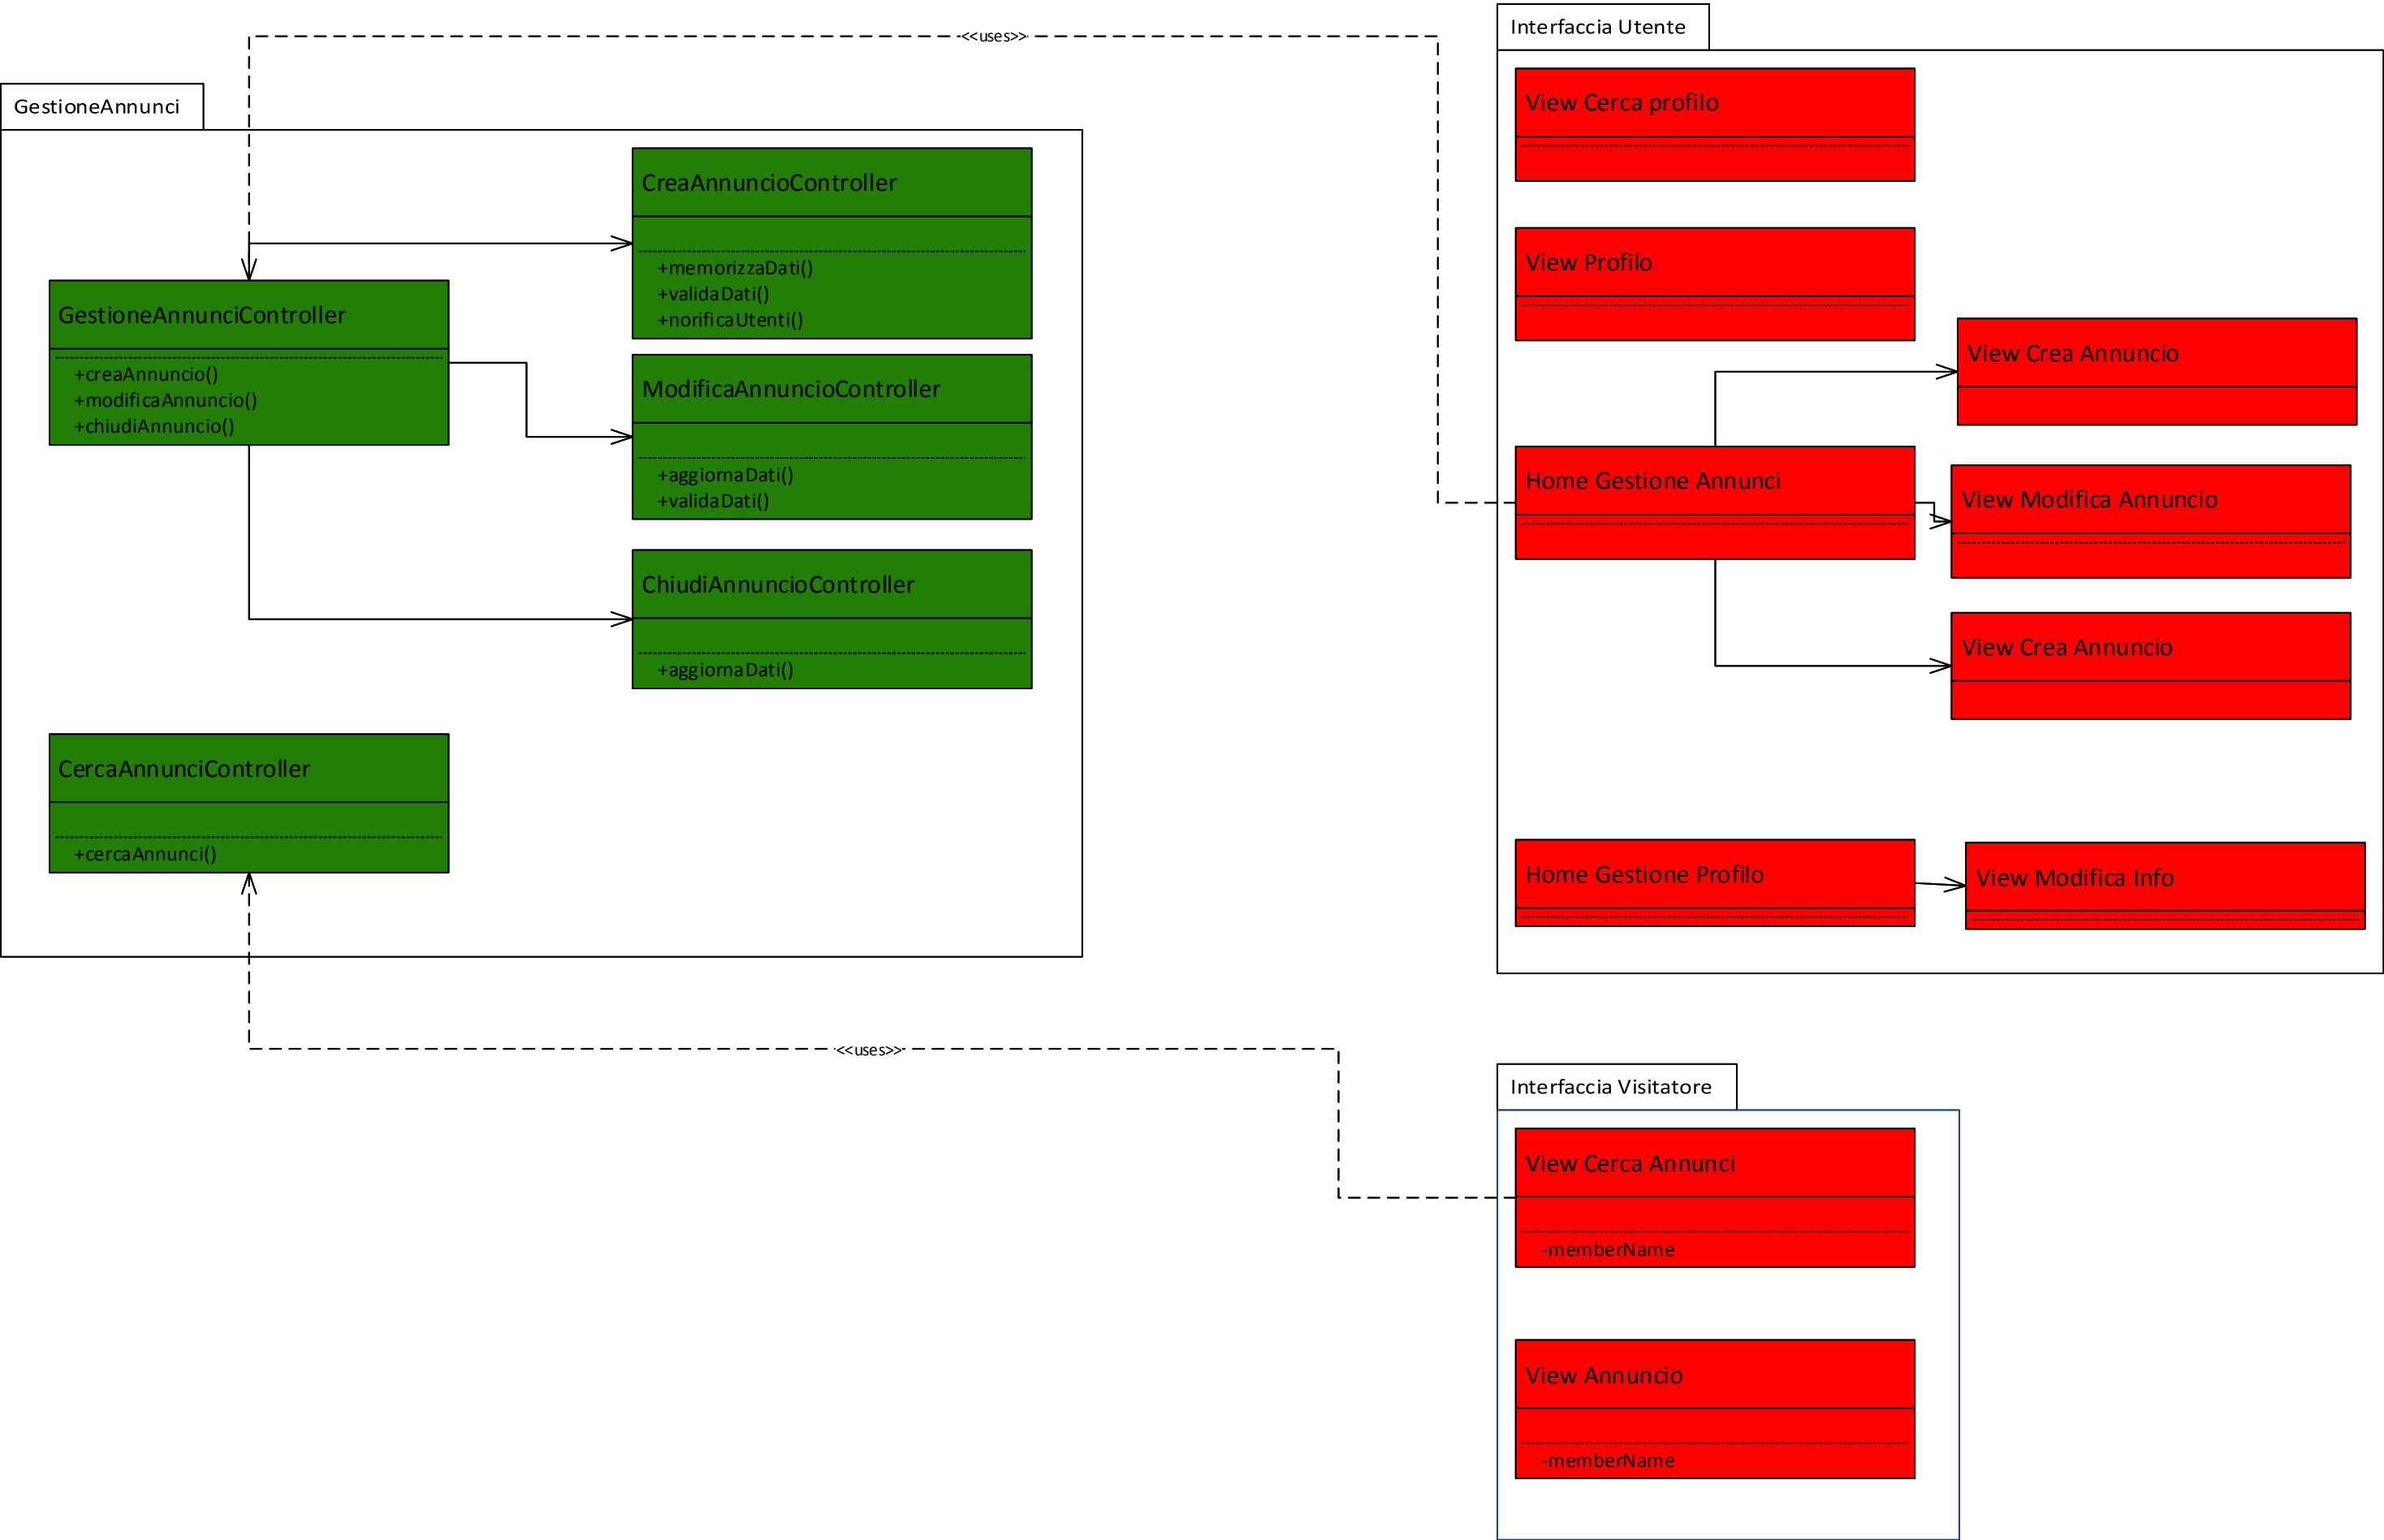 <<uses>>
GestioneAnnunci
CreaAnnuncioController
+memorizzaDati()
+validaDati()
+norificaUtenti()
GestioneAnnunciController
+creaAnnuncio()
+modificaAnnuncio()
+chiudiAnnuncio()
ModificaAnnuncioController
+aggiornaDati()
+validaDati()
ChiudiAnnuncioController
+aggiornaDati()
CercaAnnunciController
+cercaAnnunci()
Interfaccia Utente
View Cerca profilo
View Profilo
View Crea Annuncio
Home Gestione Annunci
View Modifica Annuncio
View Crea Annuncio
Home Gestione Profilo
View Modifica Info
<<uses>>
Interfaccia Visitatore
View Cerca Annunci
-memberName
View Annuncio
-memberName